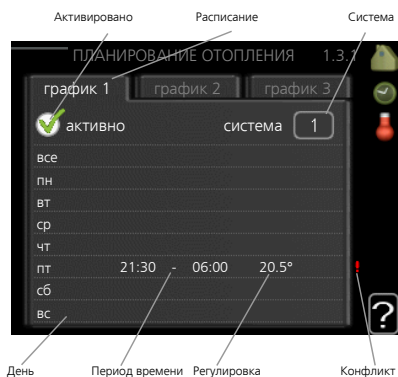 Активировано Расписание Система
ПЛАНИРОВАНИЕ ОТОПЛЕНИЯ 1.3.1
график 1 график 2 график 3
активно система 1
все
пн
вт
ср
чт
пт 21:30 - 06:00 20.5° !
сб
вс
?
День Период времени Регулировка Конфликт